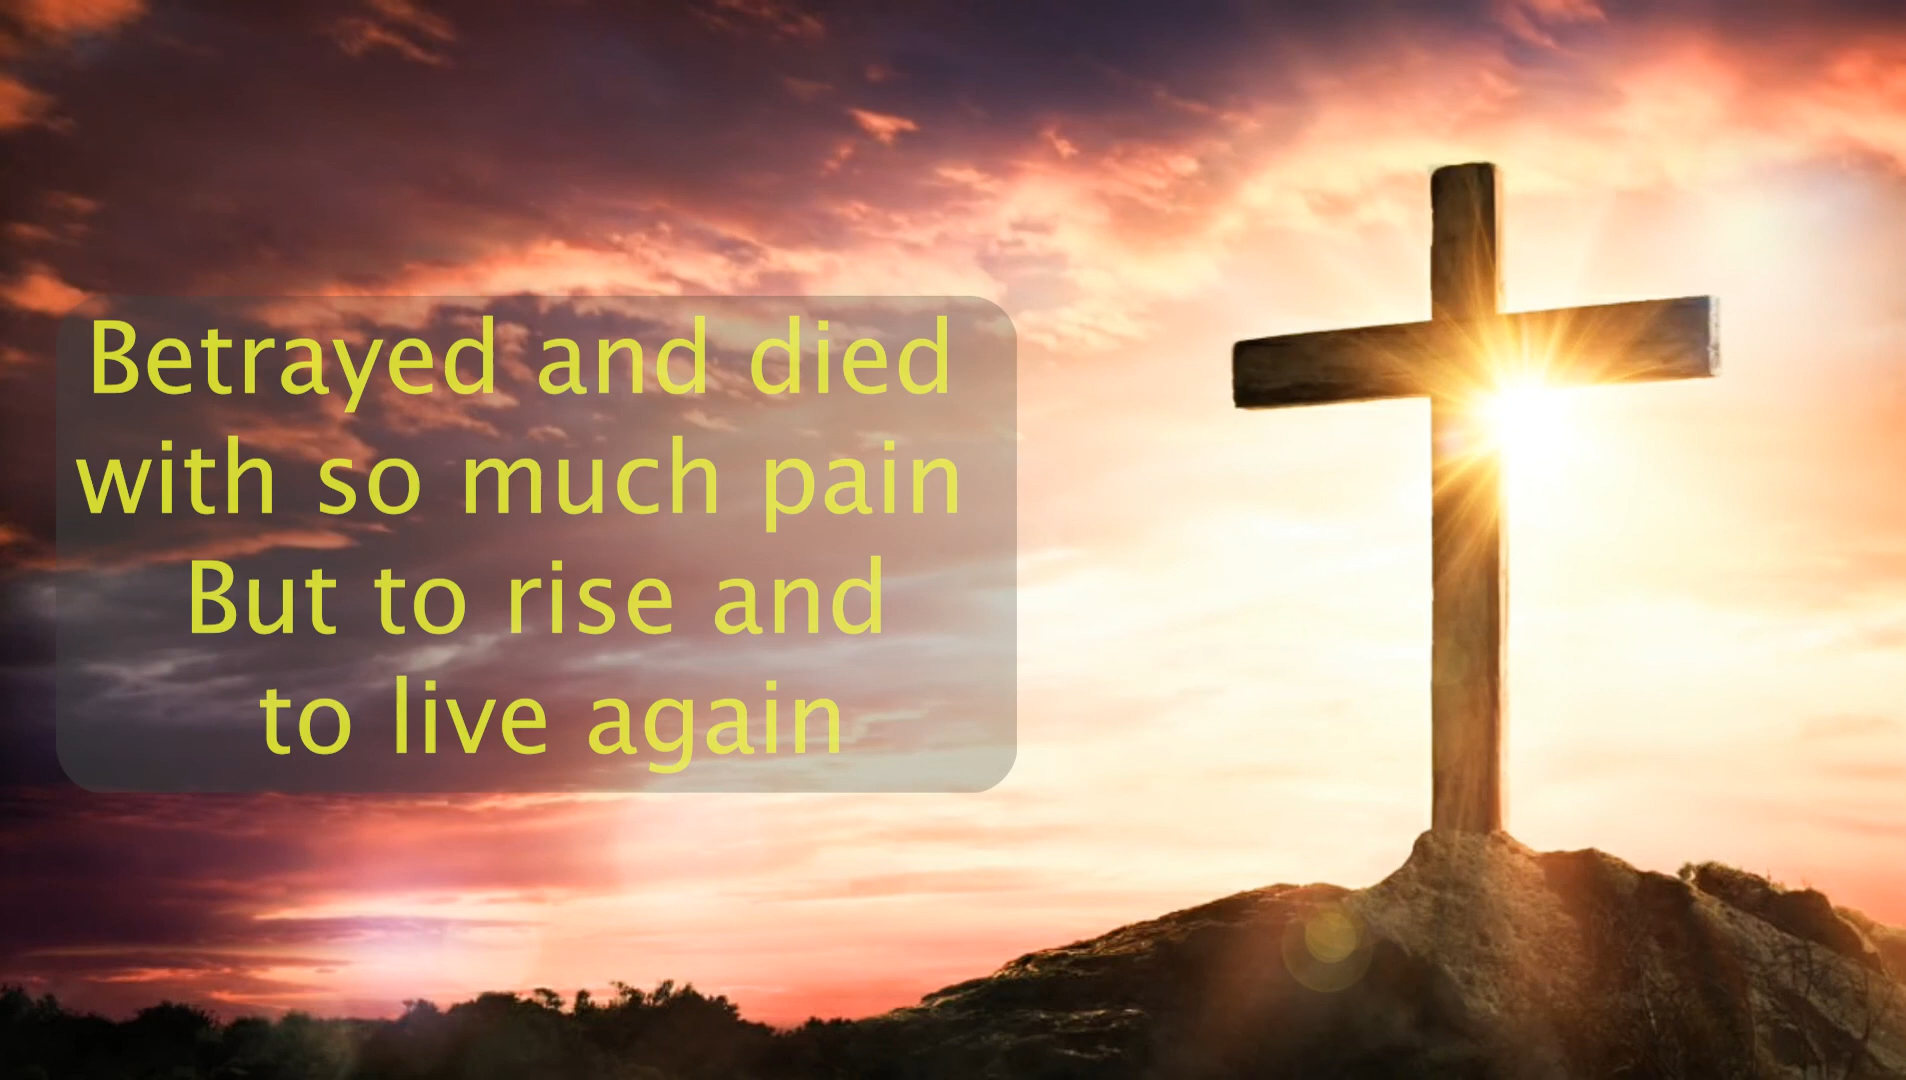 Betrayed and died
with so much pain
But to rise and
to live again